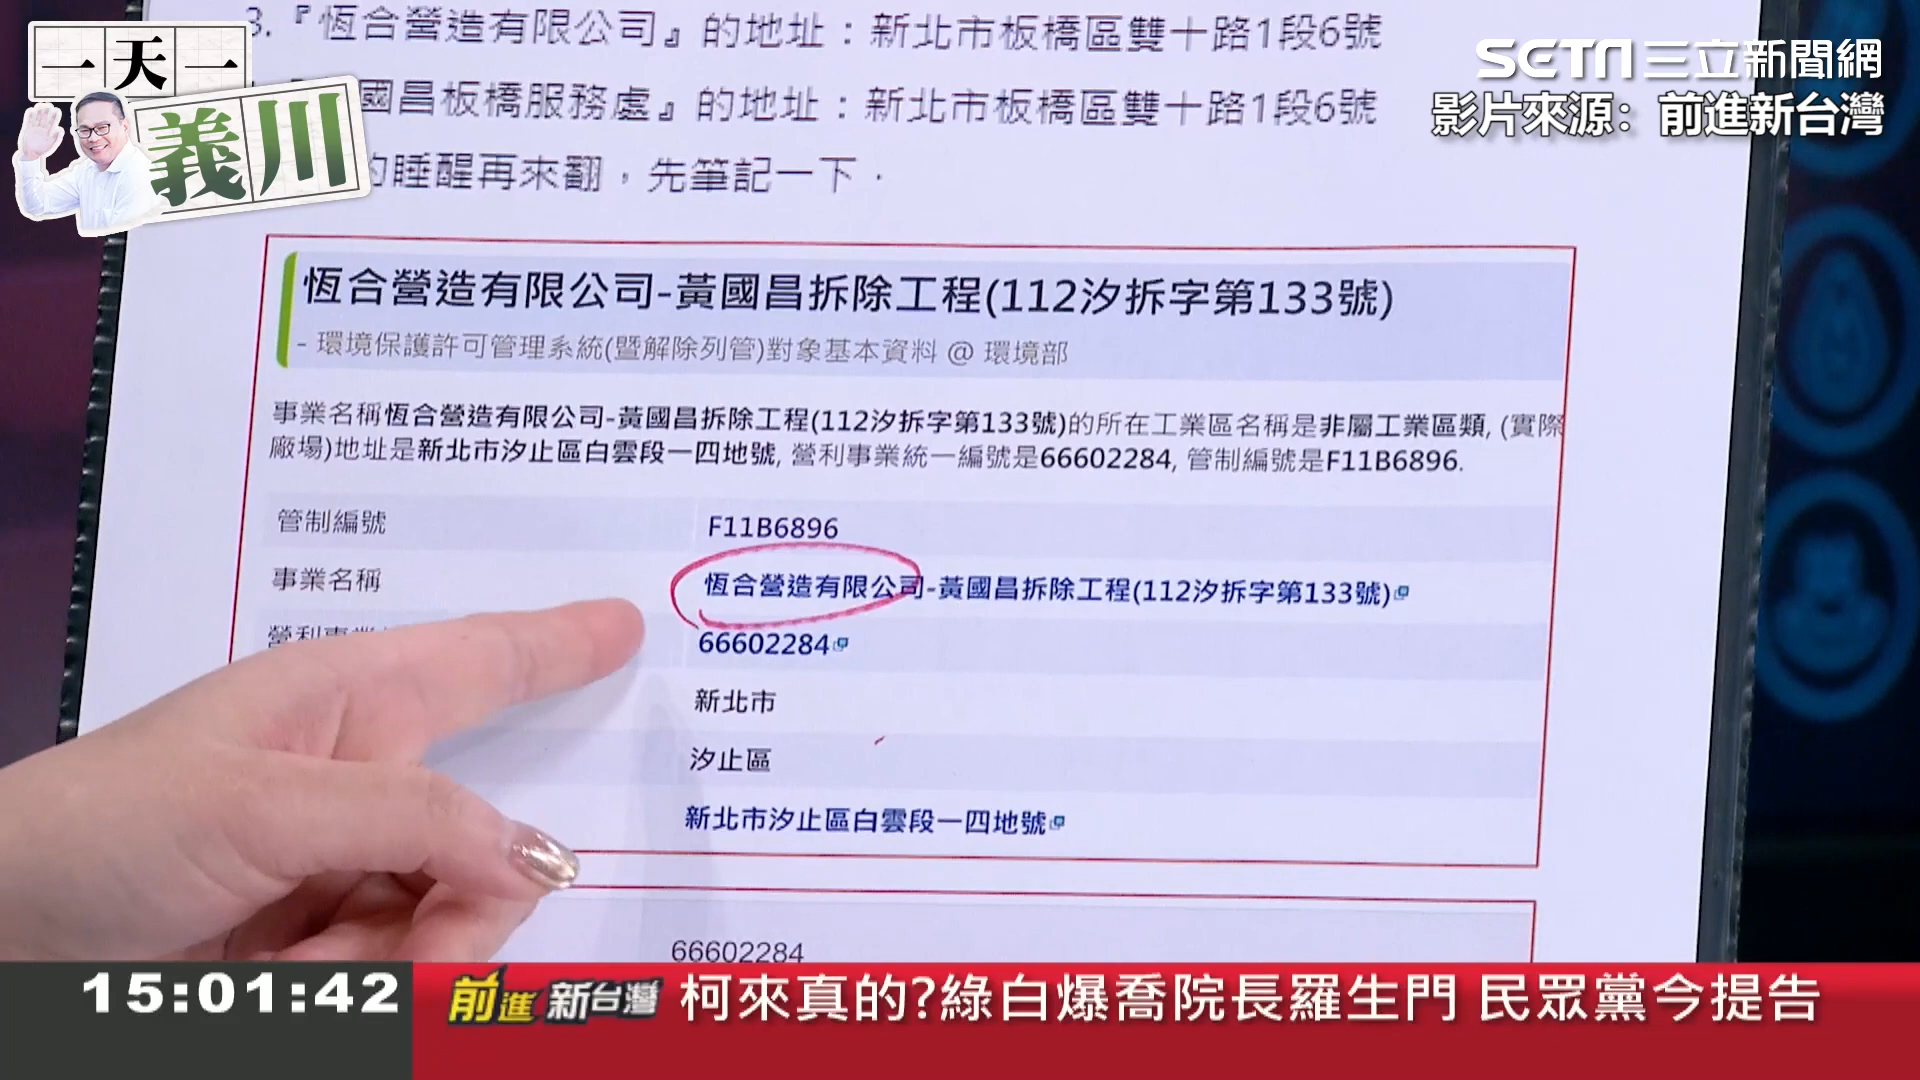 3.『恆合營造有限公司』的地址：新北市板橋區雙十路1段6號
國昌板橋服務處』的地址：新北市板橋區雙十路1段6號
的睡醒再來翻，先筆記一下．
一天一
義川
SETN三立新聞網
影片來源：前進新台灣
恆合營造有限公司-黃國昌拆除工程(112汐拆字第133號)
- 環境保護許可管理系統(暨解除列管)對象基本資料 @ 環境部
事業名稱恆合營造有限公司-黃國昌拆除工程(112汐拆字第133號)的所在工業區名稱是非屬工業區類, (實際
廠場)地址是新北市汐止區白雲段一四地號, 營利事業統一編號是66602284, 管制編號是F11B6896.
管制編號 F11B6896
事業名稱 恆合營造有限公司-黃國昌拆除工程(112汐拆字第133號)
營利事業 66602284
新北市
汐止區
新北市汐止區白雲段一四地號
66602284
15:01:42
前進新台灣 柯來真的?綠白爆喬院長羅生門 民眾黨今提告